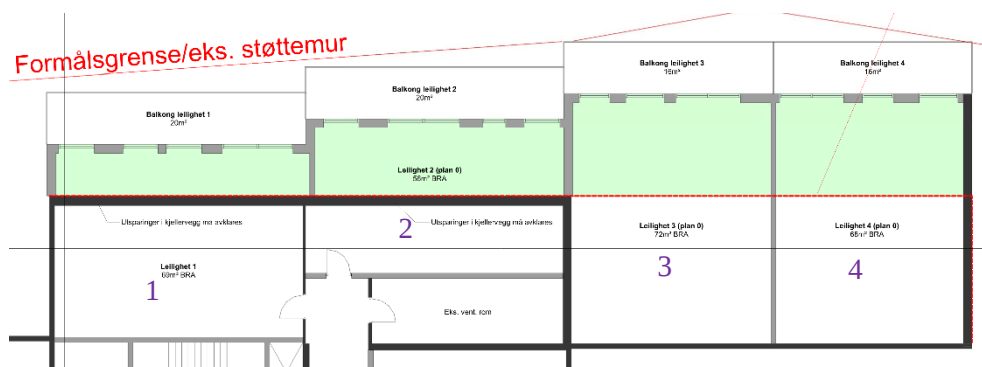 Formålsgrense/eks. støttemur
Balkong leilighet 1
20m²
Balkong leilighet 2
20m²
Balkong leilighet 3
16m²
Balkong leilighet 4
16m²
Leilighet 2 (plan 0)
56m² BRA
Utsparinger i kjellervegg må avklares
2
Utsparinger i kjellervegg må avklares
Leilighet 3 (plan 0)
72m² BRA
3
Leilighet 4 (plan 0)
68m² BRA
4
Leilighet 1
69m² BRA
1
Eks. vent. rom